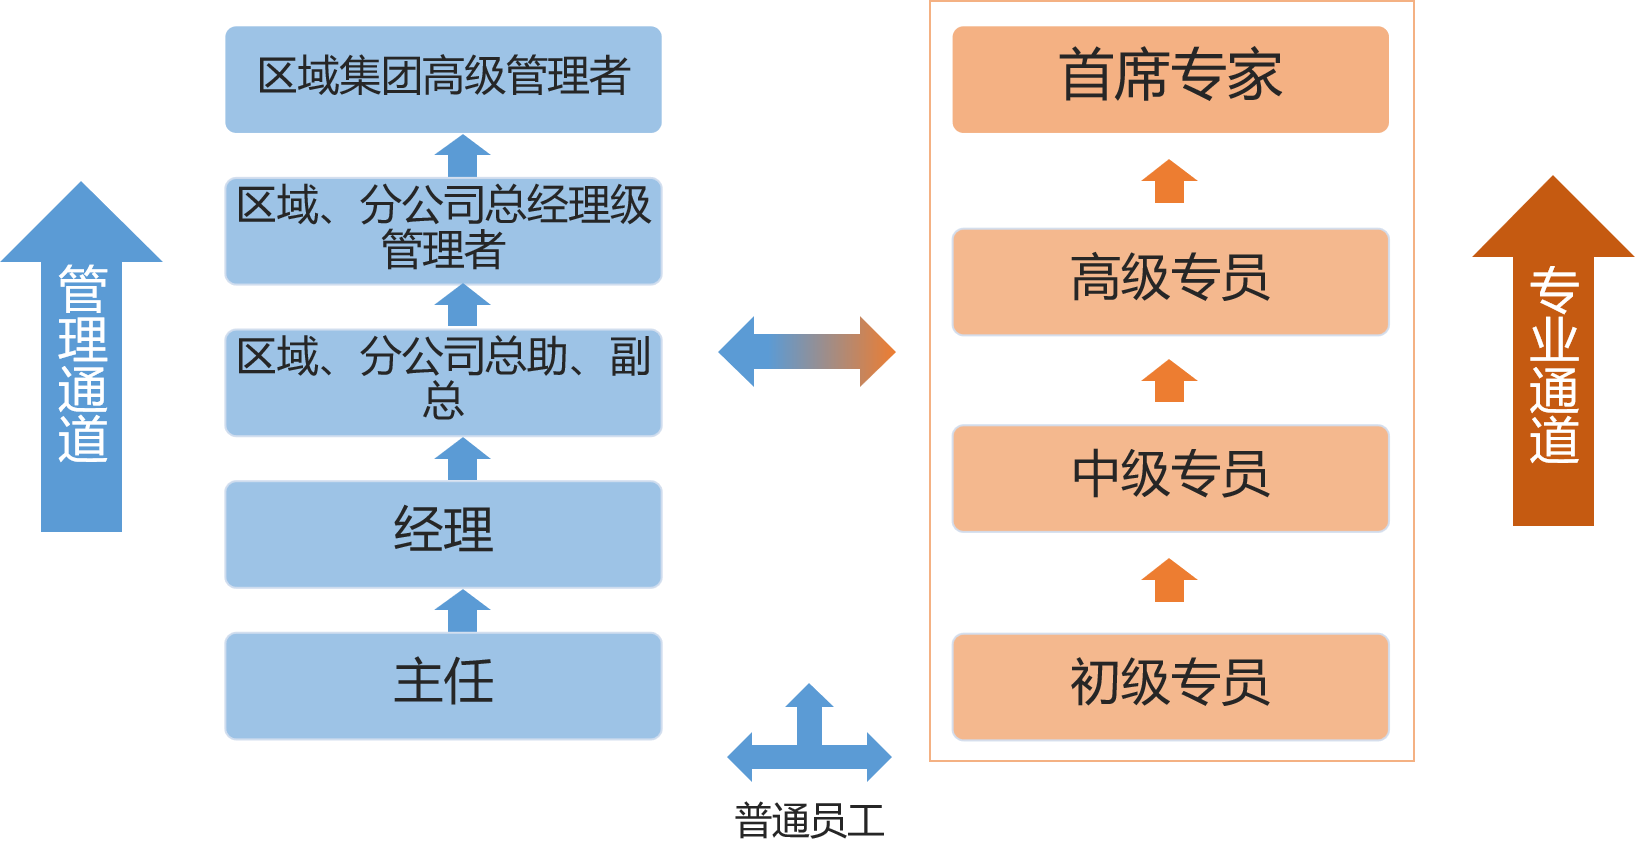 管理通道
区域集团高级管理者
区域、分公司总经理级
管理者
区域、分公司总助、副
总
经理
主任
普通员工
首席专家
高级专员
中级专员
初级专员
专业通道